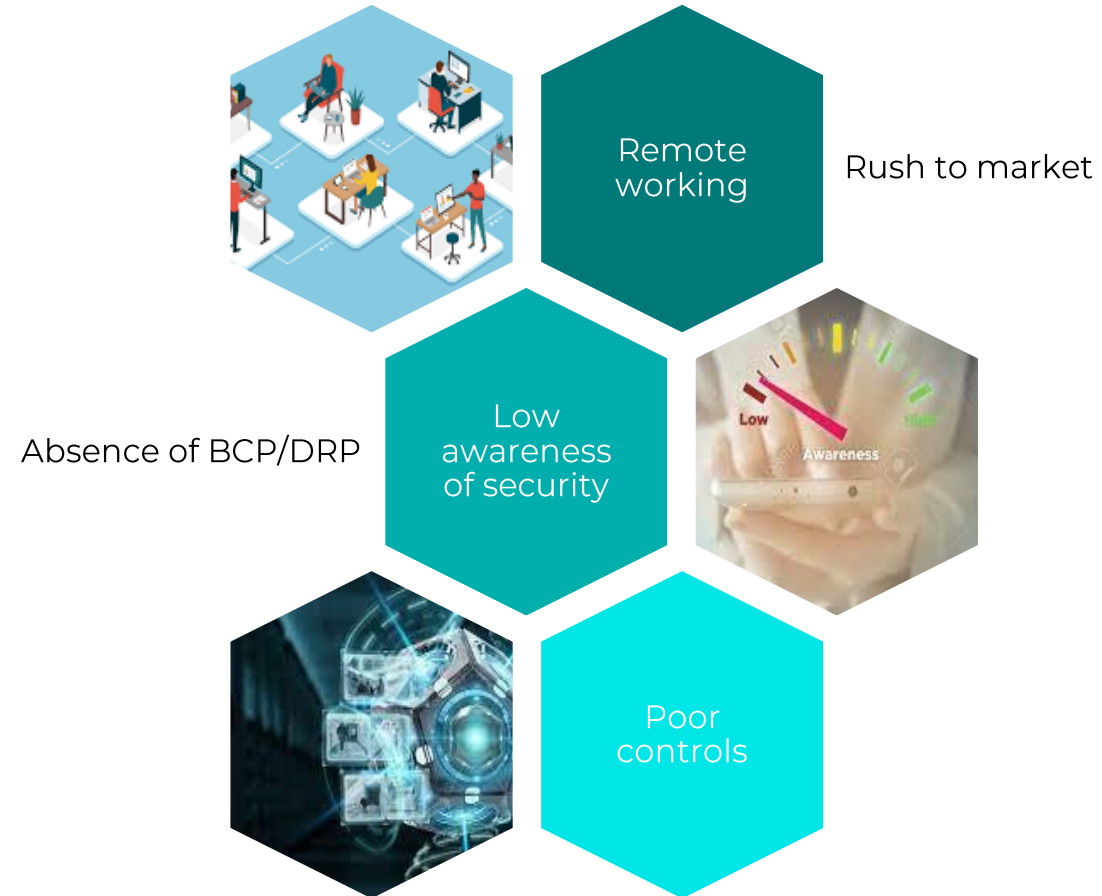 Remote
working
Rush to market
Low
Awareness
Absence of BCP/DRP
Low
awareness
of security
Poor
controls